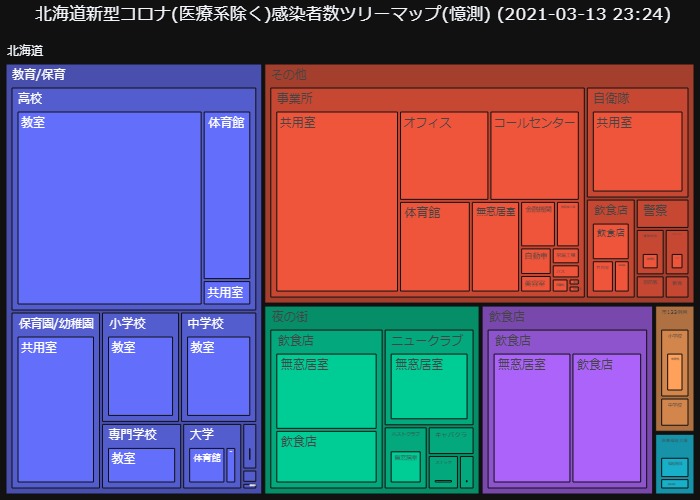 北海道新型コロナ(医療系除く)感染者数ツリーマップ(憶測) (2021-03-13 23:24)
北海道
教育/保育
高校
教室
体育館
共用室
保育園/幼稚園
共用室
小学校
教室
中学校
教室
専門学校
教室
大学
体育館
その他
事業所
共用室
オフィス
コールセンター
体育館
無窓居室
自動車
自衛隊
共用室
飲食店
飲食店
警察
夜の街
飲食店
無窓居室
飲食店
ニュークラブ
無窓居室
キャバクラ
無窓居室
飲食店
飲食店
無窓居室
飲食店